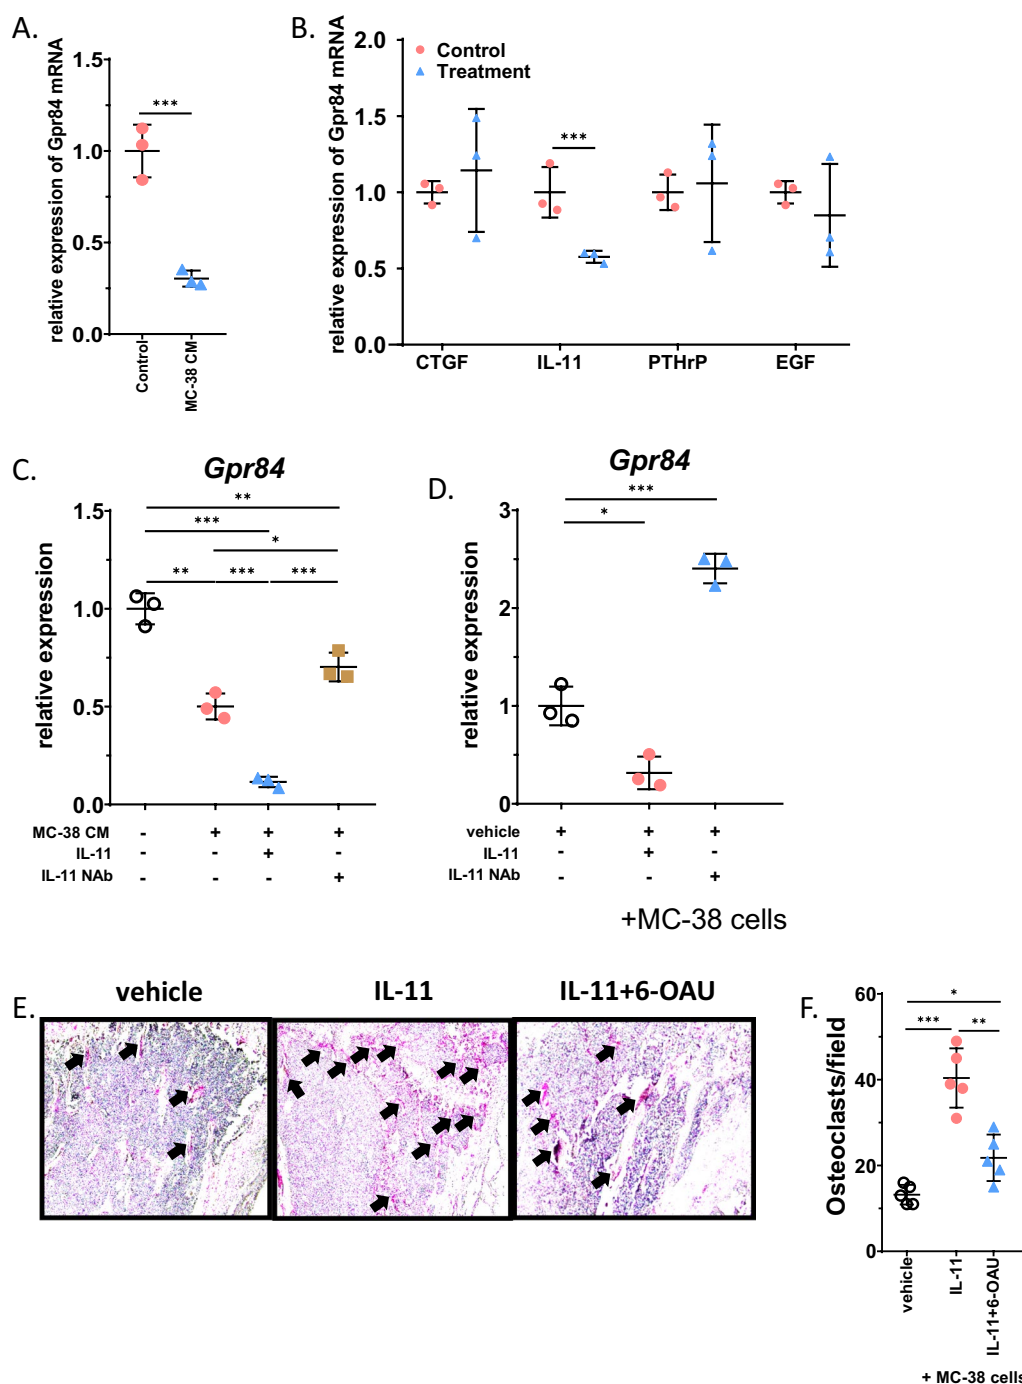 A.
relative expression of Gpr84 mRNA
1.5
1.0
0.5
0.0
***
Control
MC-38 CM
B.
relative expression of Gpr84 mRNA
2.0
1.5
1.0
0.5
0.0
Control
Treatment
***
CTGF IL-11 PTHrP EGF
C.
Gpr84
relative expression
1.5
1.0
0.5
0.0
**
***
*
** *** ***
MC-38 CM - + + +
IL-11 - - + -
IL-11 NAb - - - +
D.
Gpr84
relative expression
3
2
1
0
***
*
vehicle + + +
IL-11 - + -
IL-11 NAb - - +
+MC-38 cells
E.
vehicle IL-11 IL-11+6-OAU
F.
Osteoclasts/field
60
40
20
0
*
*** **
vehicle
IL-11
IL-11+6-OAU
+ MC-38 cells